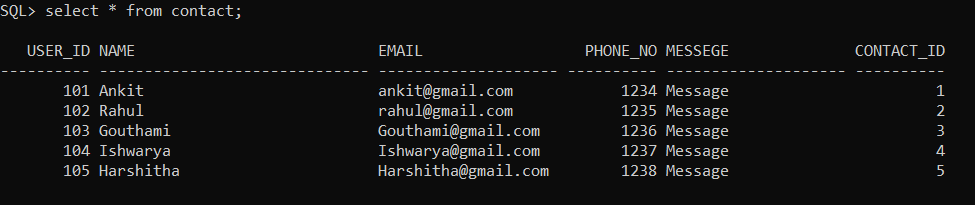 SQL> select * from contact;
USER_ID NAME EMAIL PHONE_NO MESSEGE CONTACT_ID
---------- ------------------------------ -------------------- ---------- -------------------- ----------
101 Ankit ankit@gmail.com 1234 Message 1
102 Rahul rahul@gmail.com 1235 Message 2
103 Gouthami Gouthami@gmail.com 1236 Message 3
104 Ishwarya Ishwarya@gmail.com 1237 Message 4
105 Harshitha Harshitha@gmail.com 1238 Message 5